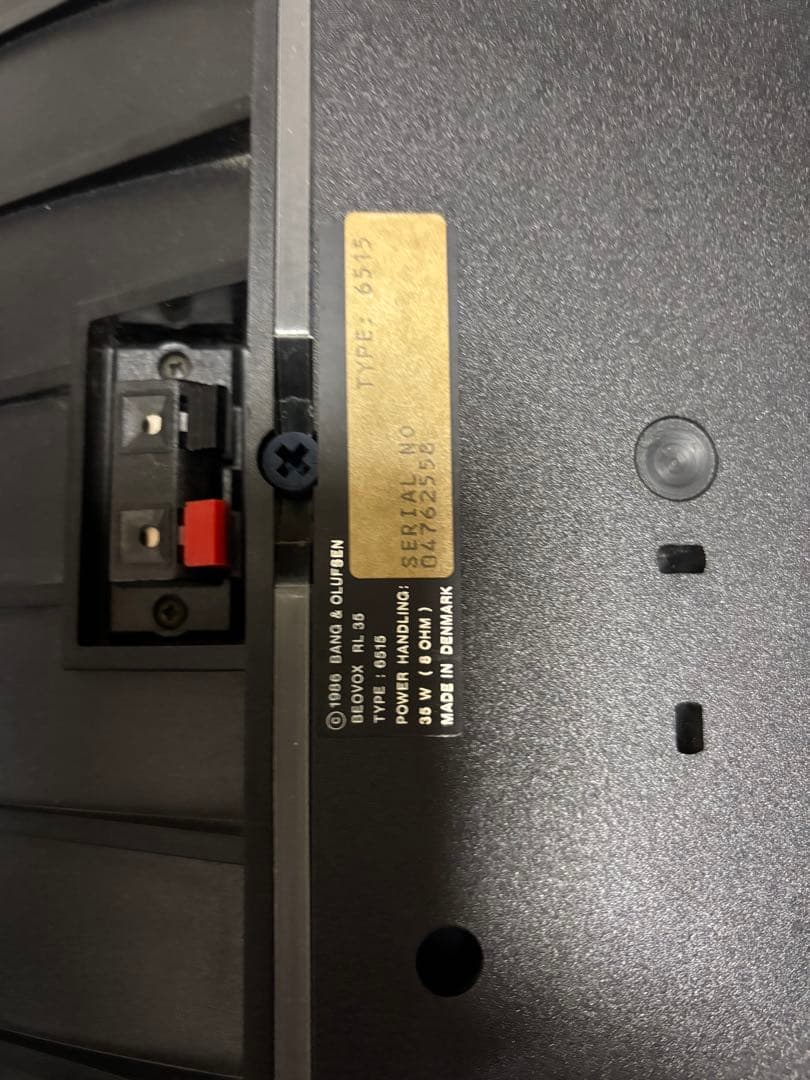 © 1986 BANG & OLUFSEN
BEOVOX RL 35
TYPE : 6515
POWER HANDLING:
35 W ( 8 OHM )
MADE IN DENMARK
TYPE: 6515
SERIAL NO
04762558